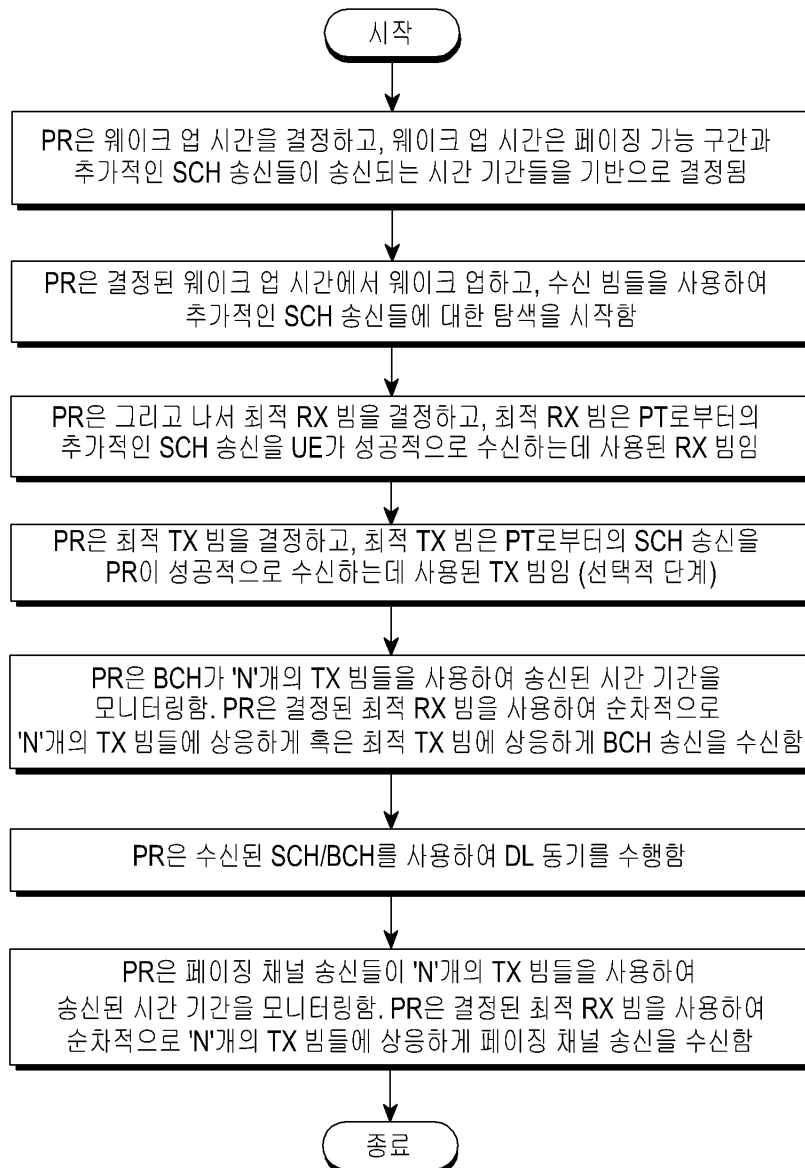 시작
PR은 웨이크 업 시간을 결정하고, 웨이크 업 시간은 페이징 가능 구간과
추가적인 SCH 송신들이 송신되는 시간 기간들을 기반으로 결정됨
PR은 결정된 웨이크 업 시간에서 웨이크 업하고, 수신 빔들을 사용하여
추가적인 SCH 송신들에 대한 탐색을 시작함
PR은 그리고 나서 최적 RX 빔을 결정하고, 최적 RX 빔은 PT로부터의
추가적인 SCH 송신을 UE가 성공적으로 수신하는데 사용된 RX 빔임
PR은 최적 TX 빔을 결정하고, 최적 TX 빔은 PT로부터의 SCH 송신을
PR이 성공적으로 수신하는데 사용된 TX 빔임 (선택적 단계)
PR은 BCH가 'N'개의 TX 빔들을 사용하여 송신된 시간 기간을
모니터링함. PR은 결정된 최적 RX 빔을 사용하여 순차적으로
'N'개의 TX 빔들에 상응하게 혹은 최적 TX 빔에 상응하게 BCH 송신을 수신함
PR은 수신된 SCH/BCH를 사용하여 DL 동기를 수행함
PR은 페이징 채널 송신들이 'N'개의 TX 빔들을 사용하여
송신된 시간 기간을 모니터링함. PR은 결정된 최적 RX 빔을 사용하여
순차적으로 'N'개의 TX 빔들에 상응하게 페이징 채널 송신을 수신함
종료